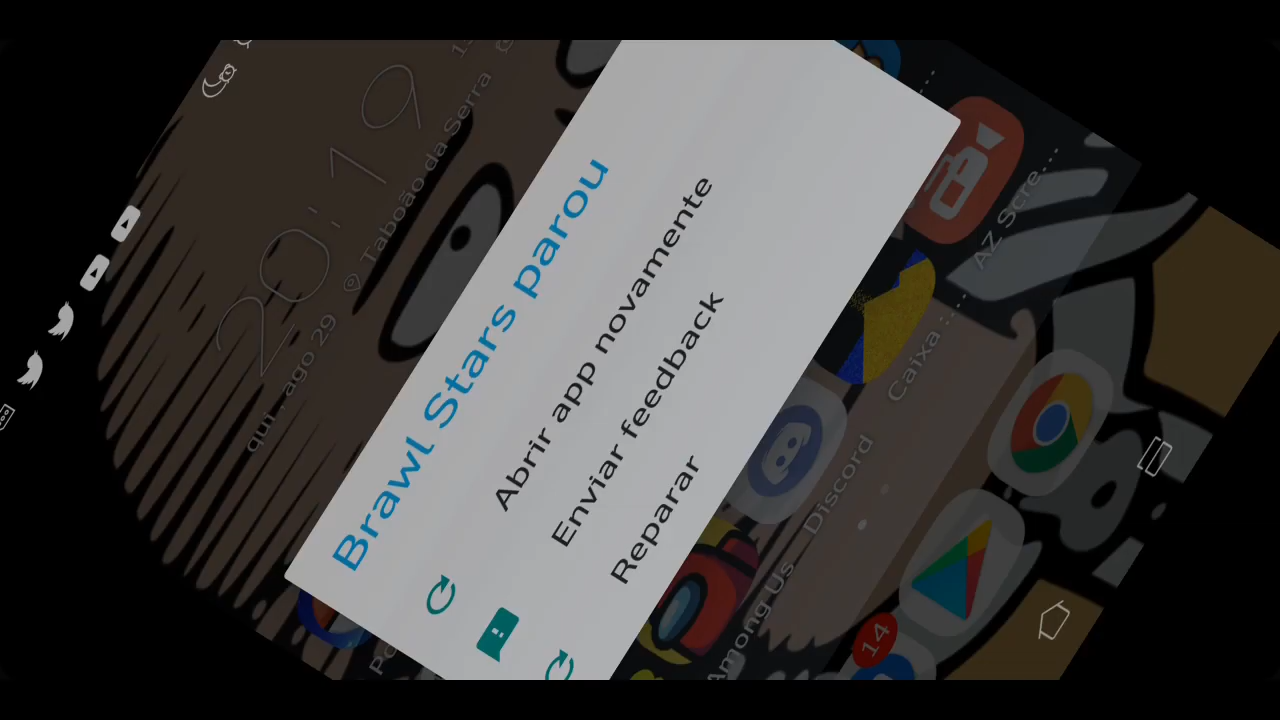 20:19
Taboão da Serra
qui, ago 29
Brawl Stars parou
Abrir app novamente
Enviar feedback
Reparar
AZ Scre...
Caixa :...
Discord
Among Us
14